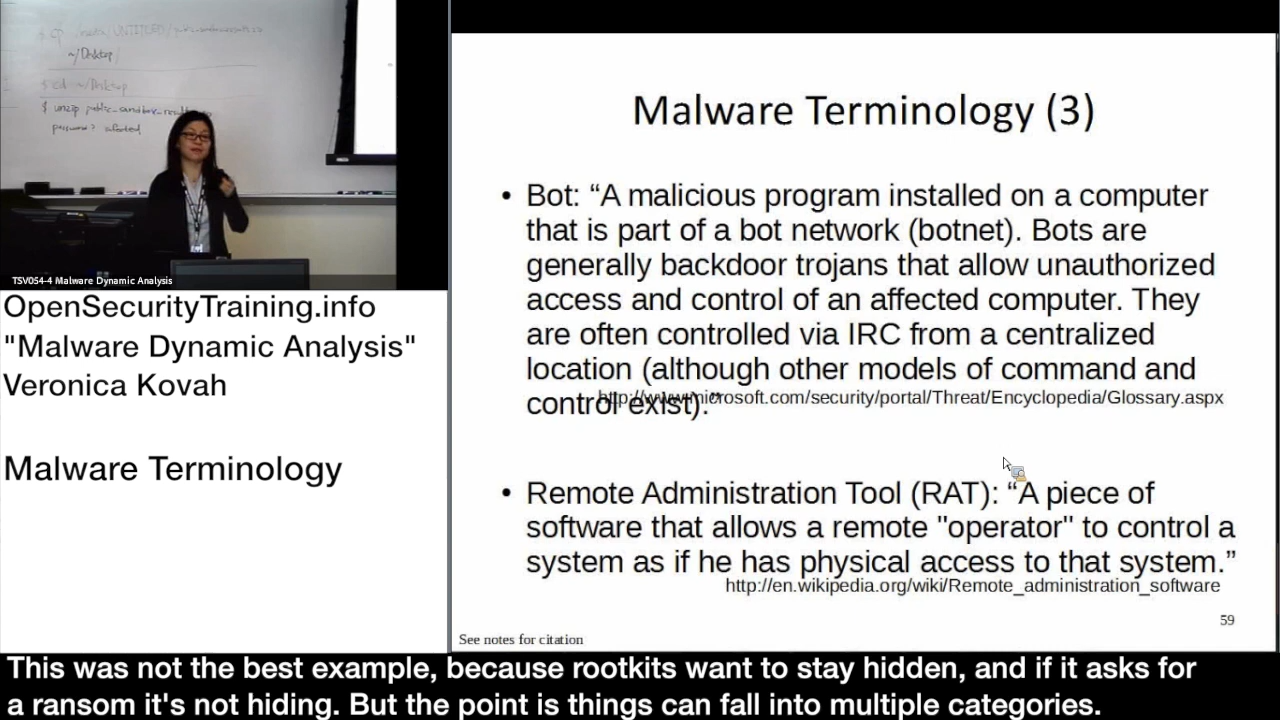 ~/Desktop/
$ cd ~/Desktop
$ unzip
password?
TSV054-4 Malware Dynamic Analysis
OpenSecurityTraining.info
"Malware Dynamic Analysis"
Veronica Kovah
Malware Terminology
Malware Terminology (3)
• Bot: “A malicious program installed on a computer
that is part of a bot network (botnet). Bots are
generally backdoor trojans that allow unauthorized
access and control of an affected computer. They
are often controlled via IRC from a centralized
location (although other models of command and
control exist).”
http://www.microsoft.com/security/portal/Threat/Encyclopedia/Glossary.aspx
• Remote Administration Tool (RAT): “A piece of
software that allows a remote "operator" to control a
system as if he has physical access to that system.”
http://en.wikipedia.org/wiki/Remote_administration_software
59
See notes for citation
This was not the best example, because rootkits want to stay hidden, and if it asks for
a ransom it's not hiding. But the point is things can fall into multiple categories.